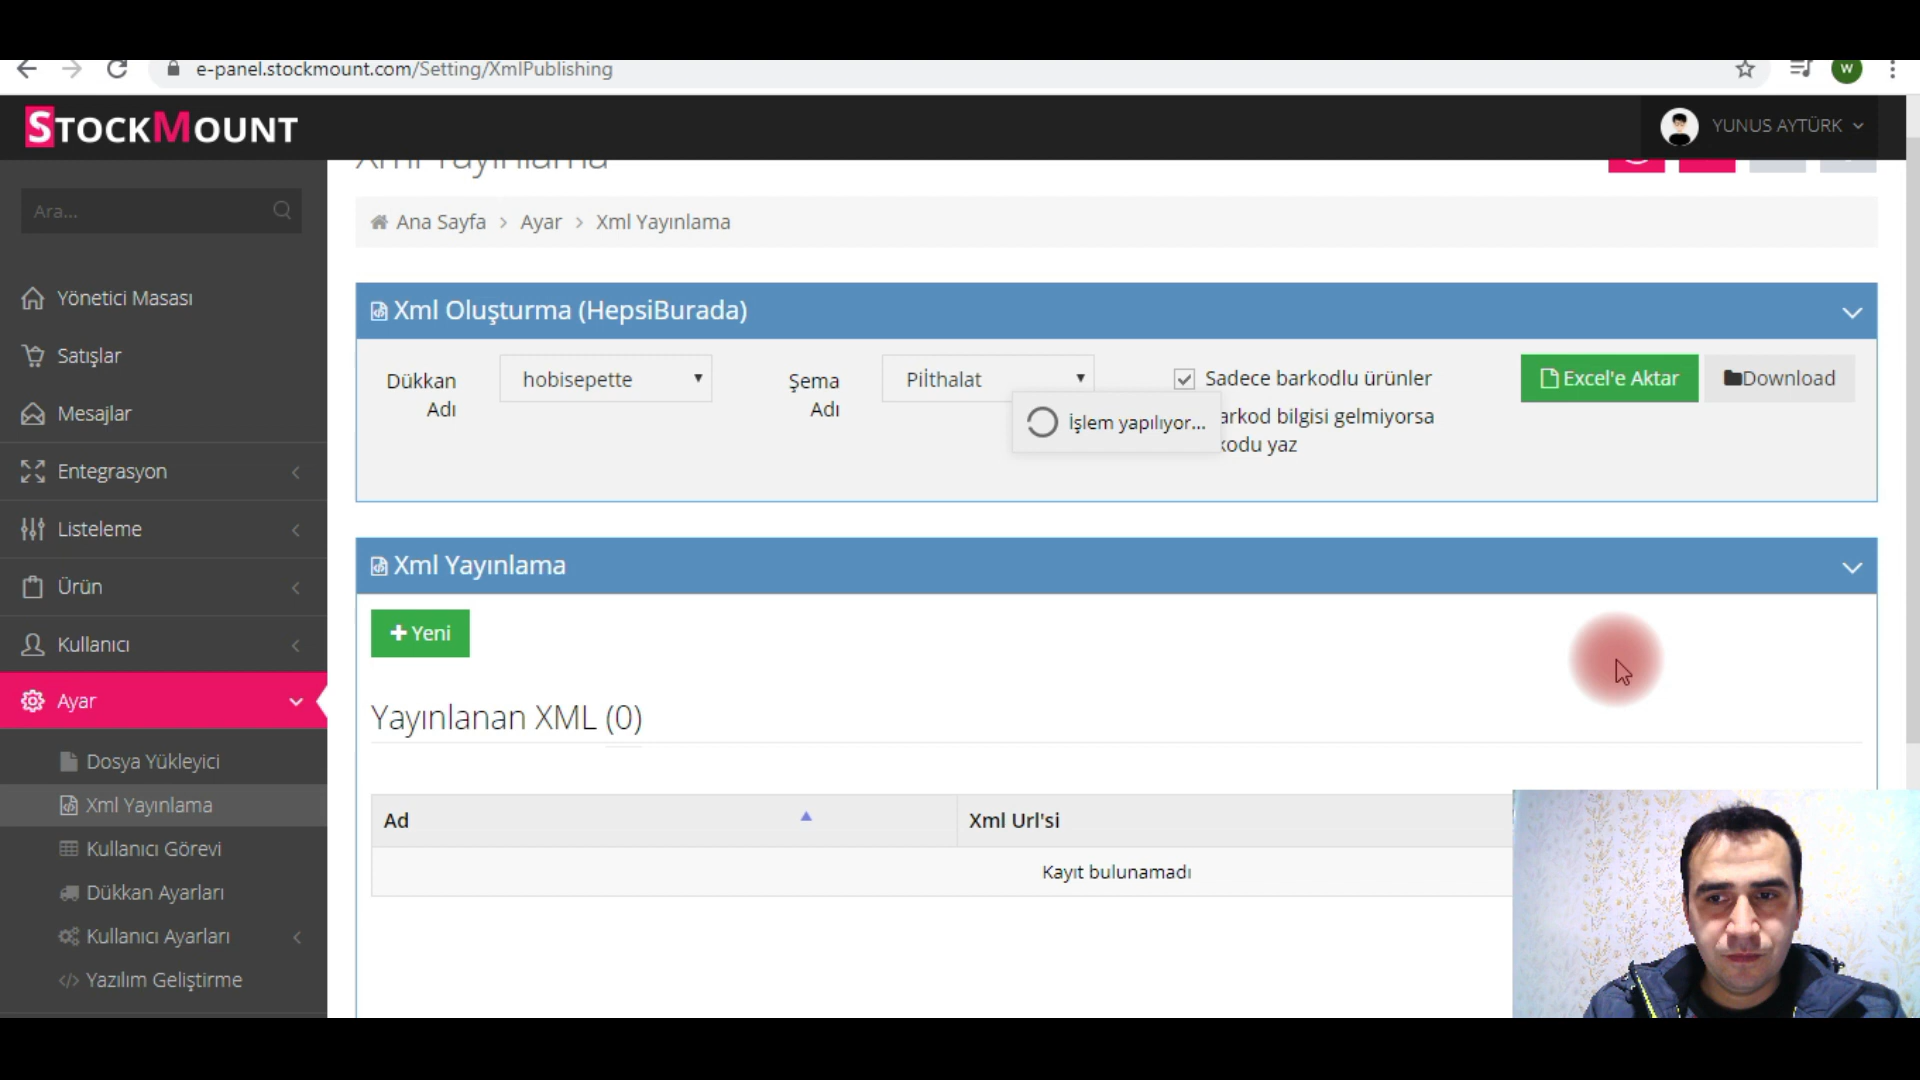 e-panel.stockmount.com/Setting/XmlPublishing
W
STOCKMOUNT
YUNUS AYTÜRK
Xml Yayınlama
Ara...
Ana Sayfa > Ayar > Xml Yayınlama
Yönetici Masası
Satışlar
Mesajlar
Entegrasyon
Listeleme
Ürün
Kullanıcı
Ayar
Dosya Yükleyici
Xml Yayınlama
Kullanıcı Görevi
Dükkan Ayarları
Kullanıcı Ayarları
Yazılım Geliştirme
Xml Oluşturma (HepsiBurada)
Dükkan Adı
hobisepette
Şema Adı
Pilthalat
Sadece barkodlu ürünler
Excel'e Aktar
Download
İşlem yapılıyor...
arkod bilgisi gelmiyorsa
kodu yaz
Xml Yayınlama
Yeni
Yayınlanan XML (0)
Ad
Xml Url'si
Kayıt bulunamadı